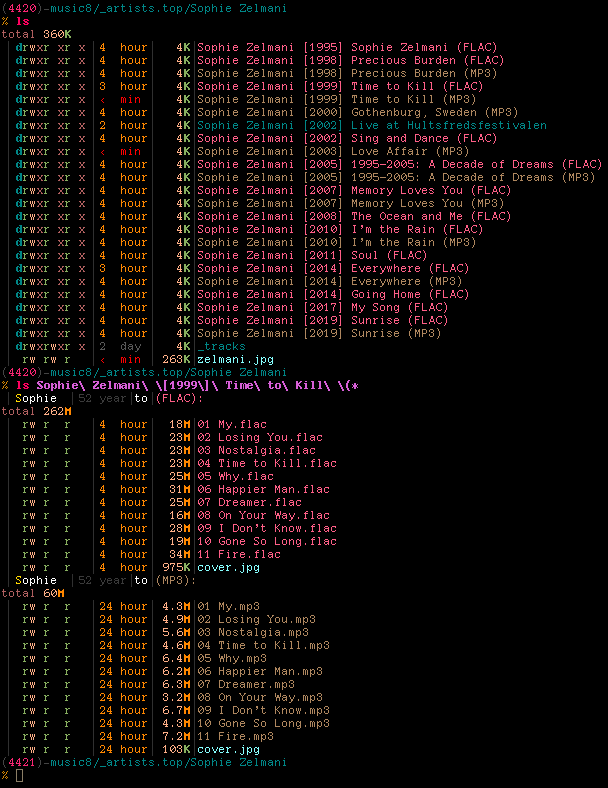 (4420)-music8/_artists.top/Sophie Zelmani
% ls
total 360K
drwxr xr x 4 hour 4K Sophie Zelmani [1995] Sophie Zelmani (FLAC)
drwxr xr x 4 hour 4K Sophie Zelmani [1998] Precious Burden (FLAC)
drwxr xr x 4 hour 4K Sophie Zelmani [1998] Precious Burden (MP3)
drwxr xr x 3 hour 4K Sophie Zelmani [1999] Time to Kill (FLAC)
drwxr xr x < min 4K Sophie Zelmani [1999] Time to Kill (MP3)
drwxr xr x 4 hour 4K Sophie Zelmani [2000] Gothenburg, Sweden (MP3)
drwxr xr x 2 hour 4K Sophie Zelmani [2002] Live at Hultsfredsfestivalen
drwxr xr x 4 hour 4K Sophie Zelmani [2002] Sing and Dance (FLAC)
drwxr xr x < min 4K Sophie Zelmani [2003] Love Affair (MP3)
drwxr xr x 4 hour 4K Sophie Zelmani [2005] 1995-2005: A Decade of Dreams (FLAC)
drwxr xr x 4 hour 4K Sophie Zelmani [2005] 1995-2005: A Decade of Dreams (MP3)
drwxr xr x 4 hour 4K Sophie Zelmani [2007] Memory Loves You (FLAC)
drwxr xr x 4 hour 4K Sophie Zelmani [2007] Memory Loves You (MP3)
drwxr xr x 4 hour 4K Sophie Zelmani [2008] The Ocean and Me (FLAC)
drwxr xr x 4 hour 4K Sophie Zelmani [2010] I'm the Rain (FLAC)
drwxr xr x 4 hour 4K Sophie Zelmani [2010] I'm the Rain (MP3)
drwxr xr x 4 hour 4K Sophie Zelmani [2011] Soul (FLAC)
drwxr xr x 3 hour 4K Sophie Zelmani [2014] Everywhere (FLAC)
drwxr xr x 4 hour 4K Sophie Zelmani [2014] Everywhere (MP3)
drwxr xr x 4 hour 4K Sophie Zelmani [2014] Going Home (FLAC)
drwxr xr x 4 hour 4K Sophie Zelmani [2017] My Song (FLAC)
drwxr xr x 4 hour 4K Sophie Zelmani [2019] Sunrise (FLAC)
drwxr xr x 4 hour 4K Sophie Zelmani [2019] Sunrise (MP3)
drwxrwxr x 2 day 4K _tracks
rw rw r < min 263K zelmani.jpg
(4420)-music8/_artists.top/Sophie Zelmani
% ls Sophie\ Zelmani\ \[1999\]\ Time\ to\ Kill\ \(*
Sophie 52 year to (FLAC):
total 262M
rw r r 4 hour 18M 01 My.flac
rw r r 4 hour 23M 02 Losing You.flac
rw r r 4 hour 23M 03 Nostalgia.flac
rw r r 4 hour 23M 04 Time to Kill.flac
rw r r 4 hour 25M 05 Why.flac
rw r r 4 hour 31M 06 Happier Man.flac
rw r r 4 hour 25M 07 Dreamer.flac
rw r r 4 hour 16M 08 On Your Way.flac
rw r r 4 hour 28M 09 I Don't Know.flac
rw r r 4 hour 19M 10 Gone So Long.flac
rw r r 4 hour 34M 11 Fire.flac
rw r r 4 hour 975K cover.jpg
Sophie 52 year to (MP3):
total 60M
rw r r 24 hour 4.3M 01 My.mp3
rw r r 24 hour 4.9M 02 Losing You.mp3
rw r r 24 hour 5.6M 03 Nostalgia.mp3
rw r r 24 hour 4.6M 04 Time to Kill.mp3
rw r r 24 hour 6.4M 05 Why.mp3
rw r r 24 hour 6.2M 06 Happier Man.mp3
rw r r 24 hour 6.3M 07 Dreamer.mp3
rw r r 24 hour 3.2M 08 On Your Way.mp3
rw r r 24 hour 6.7M 09 I Don't Know.mp3
rw r r 24 hour 4.3M 10 Gone So Long.mp3
rw r r 24 hour 7.2M 11 Fire.mp3
rw r r 24 hour 103K cover.jpg
(4421)-music8/_artists.top/Sophie Zelmani
%